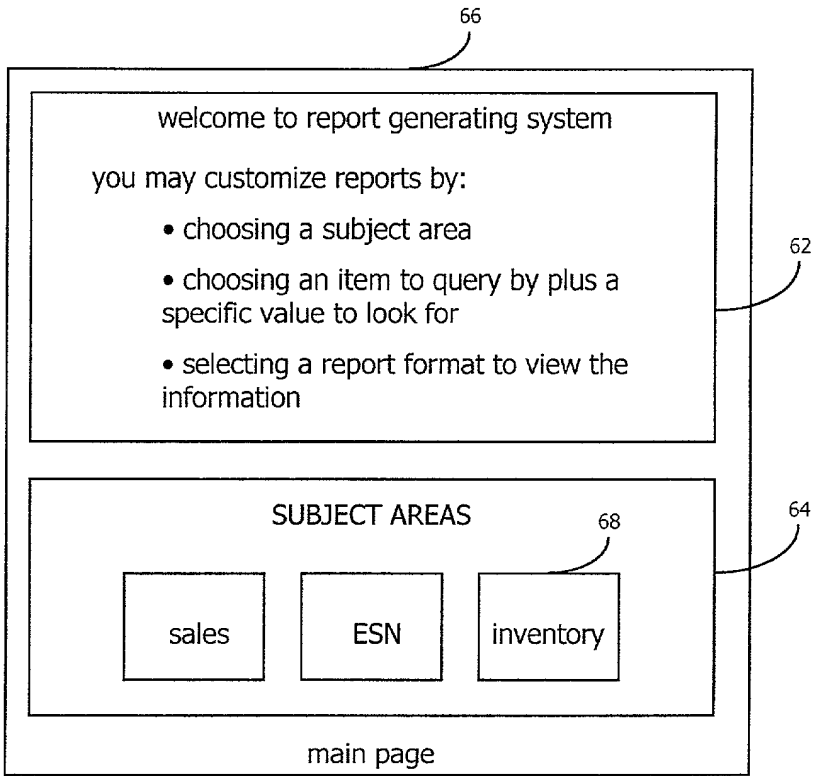 66
welcome to report generating system
you may customize reports by:
• choosing a subject area
• choosing an item to query by plus a
specific value to look for
• selecting a report format to view the
information
62
SUBJECT AREAS
68
64
sales
ESN
inventory
main page